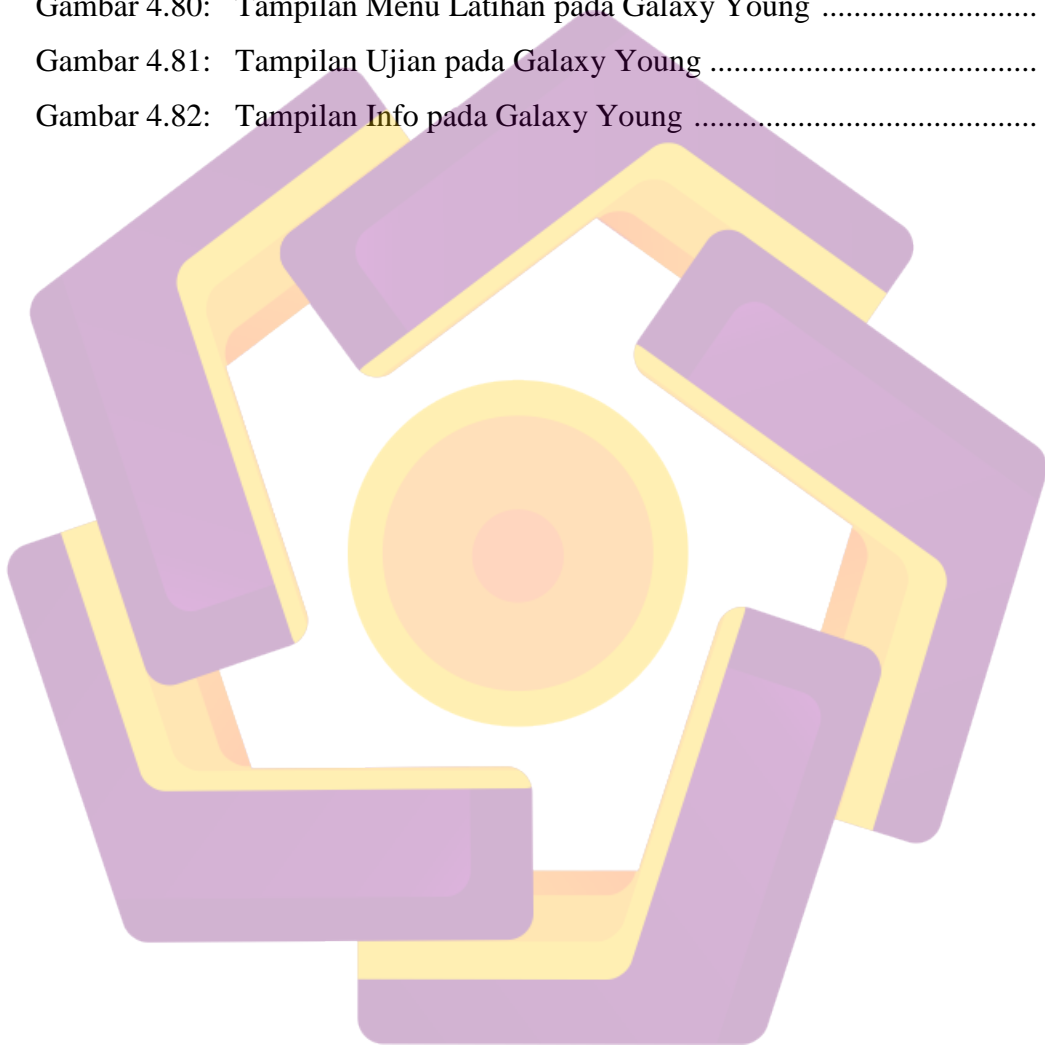 Gambar 4.80: Tampilan Menu Latihan pada Galaxy Young ...........................
Gambar 4.81: Tampilan Ujian pada Galaxy Young .........................................
Gambar 4.82: Tampilan Info pada Galaxy Young ...........................................